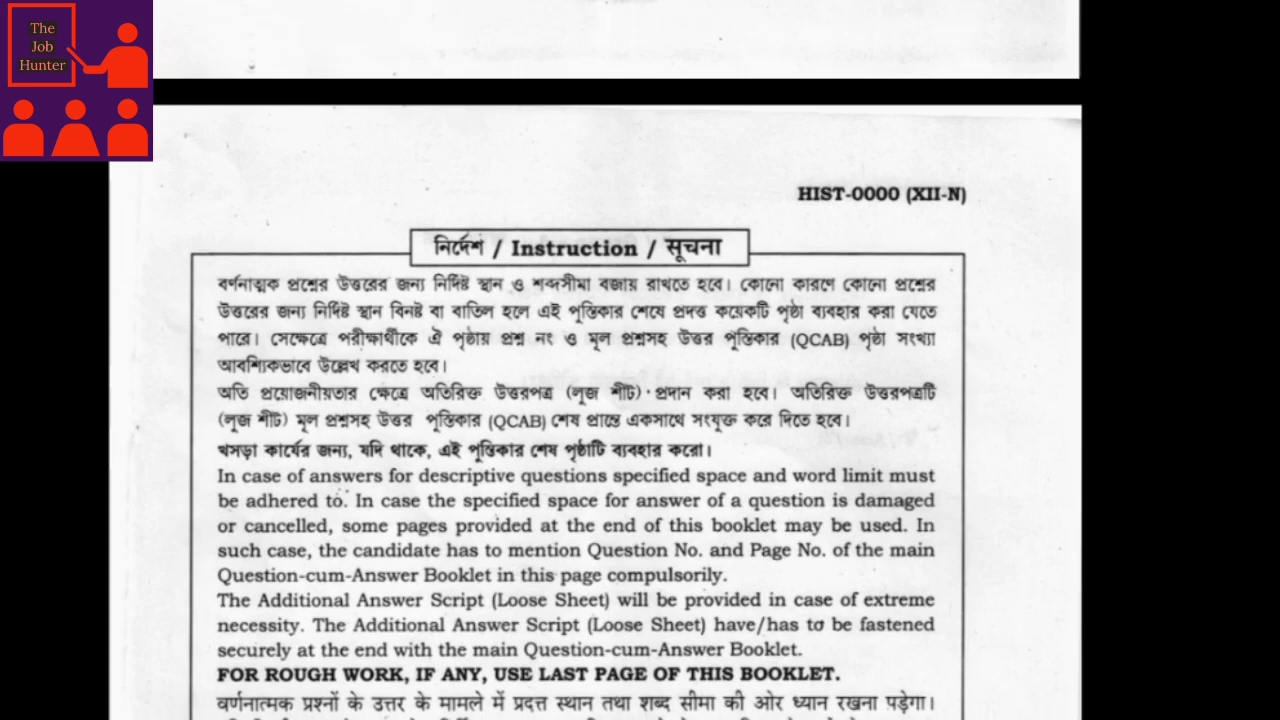 The
Job
Hunter
HIST-0000 (XII-N)
নির্দেশ / Instruction / सूचना
বর্ণনাত্মক প্রশ্নের উত্তরের জন্য নির্দিষ্ট স্থান ও শব্দসীমা বজায় রাখতে হবে। কোনো কারণে কোনো প্রশ্নের
উত্তরের জন্য নির্দিষ্ট স্থান বিনষ্ট বা বাতিল হলে এই পুস্তিকার শেষে প্রদত্ত কয়েকটি পৃষ্ঠা ব্যবহার করা যেতে
পারে। সেক্ষেত্রে পরীক্ষার্থীকে ঐ পৃষ্ঠায় প্রশ্ন নং ও মূল প্রশ্নসহ উত্তর পুস্তিকার (QCAB) পৃষ্ঠা সংখ্যা
আবশ্যিকভাবে উল্লেখ করতে হবে।
অতি প্রয়োজনীয়তার ক্ষেত্রে অতিরিক্ত উত্তরপত্র (লুজ শীট) প্রদান করা হবে। অতিরিক্ত উত্তরপত্রটি
(লুজ শীট) মূল প্রশ্নসহ উত্তর পুস্তিকার (QCAB) শেষ প্রান্তে একসাথে সংযুক্ত করে দিতে হবে।
খসড়া কার্যের জন্য, যদি থাকে, এই পুস্তিকার শেষ পৃষ্ঠাটি ব্যবহার করো।
In case of answers for descriptive questions specified space and word limit must
be adhered to. In case the specified space for answer of a question is damaged
or cancelled, some pages provided at the end of this booklet may be used. In
such case, the candidate has to mention Question No. and Page No. of the main
Question-cum-Answer Booklet in this page compulsorily.
The Additional Answer Script (Loose Sheet) will be provided in case of extreme
necessity. The Additional Answer Script (Loose Sheet) have/has to be fastened
securely at the end with the main Question-cum-Answer Booklet.
FOR ROUGH WORK, IF ANY, USE LAST PAGE OF THIS BOOKLET.
वर्णनात्मक प्रश्नों के उत्तर के मामले में प्रदत्त स्थान तथा शब्द सीमा की ओर ध्यान रखना पड़ेगा।